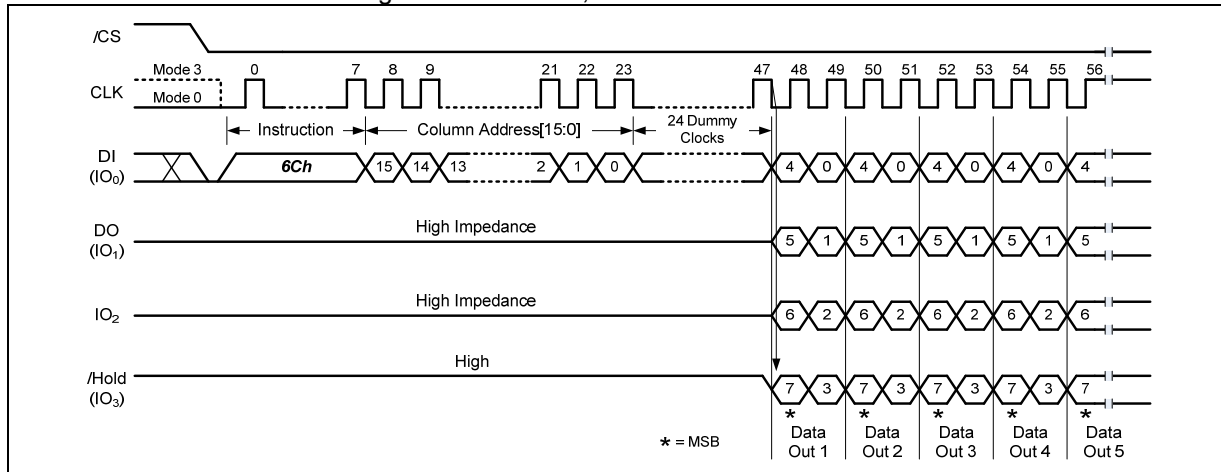 /CS
Mode 3 0 7 8 9 21 22 23 47 48 49 50 51 52 53 54 55 56
CLK
Mode 0
Instruction Column Address[15:0] 24 Dummy
Clocks
DI
(IO0) 6Ch 15 14 13 2 1 0 4 0 4 0 4 0 4 0 4
High Impedance
DO
(IO1) 5 1 5 1 5 1 5 1 5
High Impedance
IO2 6 2 6 2 6 2 6 2 6
High
/Hold
(IO3) 7 3 7 3 7 3 7 3 7
* * * * *
* = MSB
Data Data Data Data Data
Out 1 Out 2 Out 3 Out 4 Out 5